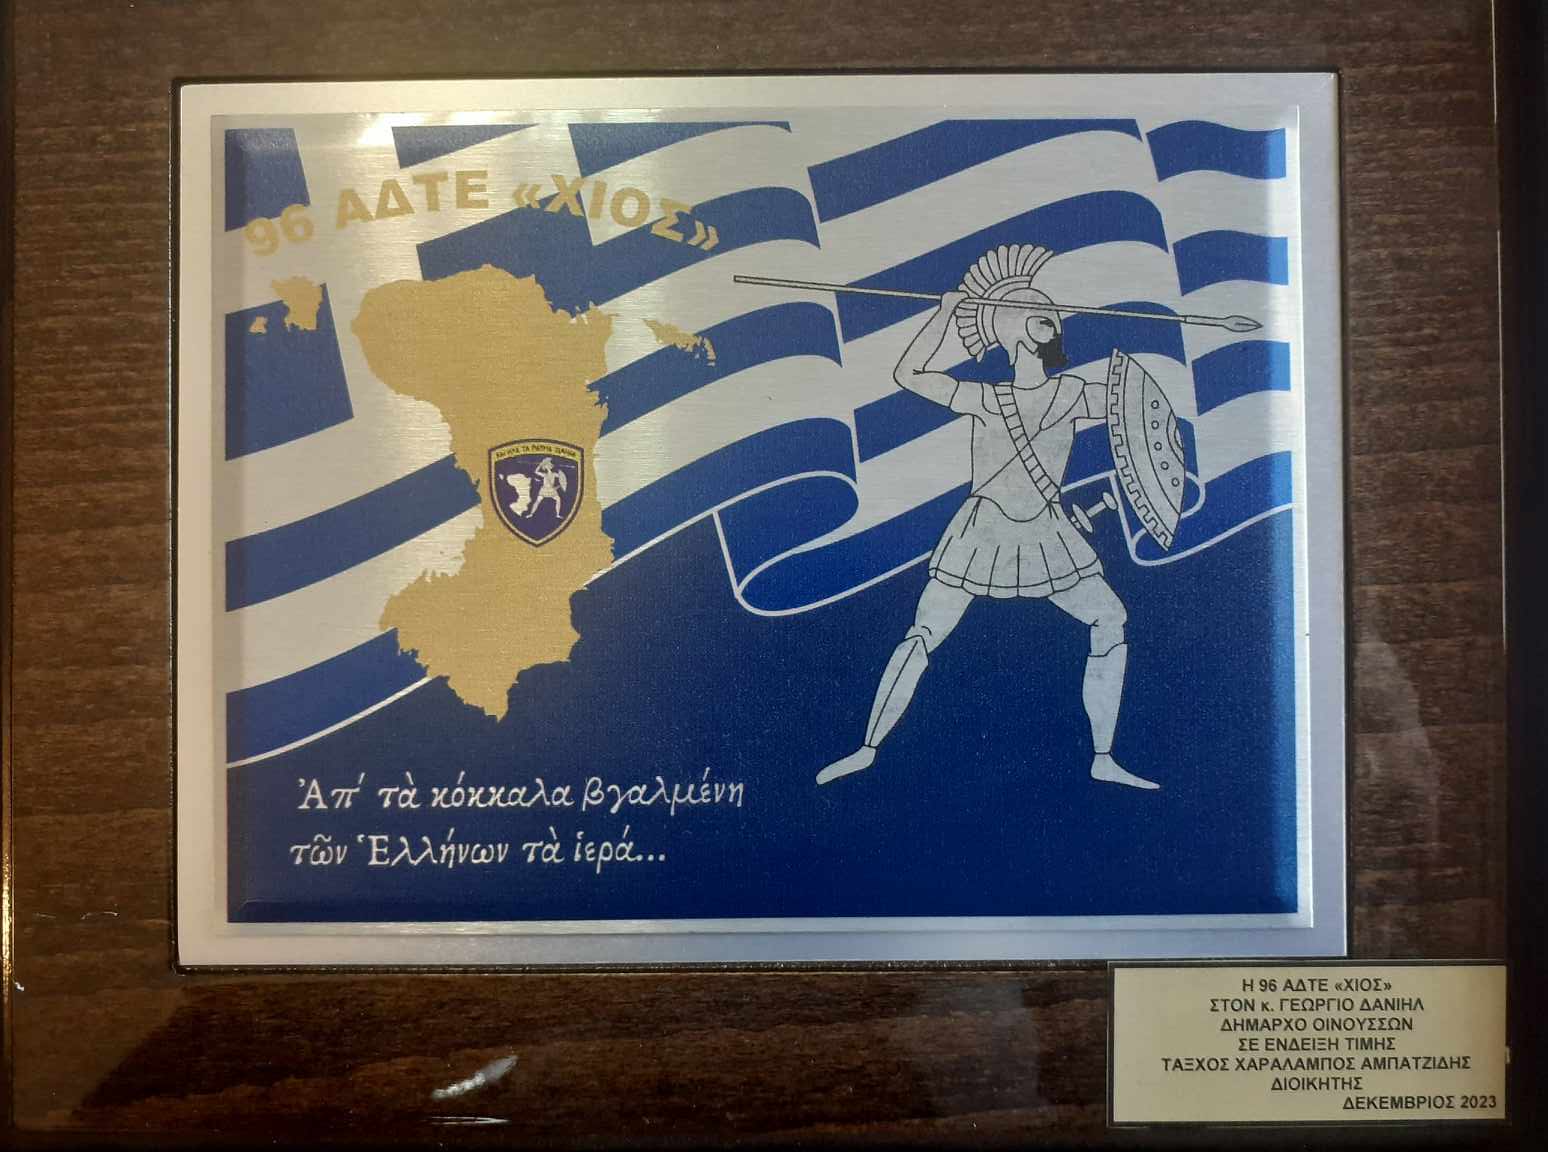 96 ΑΔΤΕ «ΧΙΟΣ»
Ἀπ' τὰ κόκκαλα βγαλμένη
τῶν Ἑλλήνων τὰ ἱερά...
Η 96 ΑΔΤΕ «ΧΙΟΣ»
ΣΤΟΝ κ. ΓΕΩΡΓΙΟ ΔΑΝΙΗΛ
ΔΗΜΑΡΧΟ ΟΙΝΟΥΣΣΩΝ
ΣΕ ΕΝΔΕΙΞΗ ΤΙΜΗΣ
ΤΑΞΧΟΣ ΧΑΡΑΛΑΜΠΟΣ ΑΜΠΑΤΖΙΔΗΣ
ΔΙΟΙΚΗΤΗΣ
ΔΕΚΕΜΒΡΙΟΣ 2023